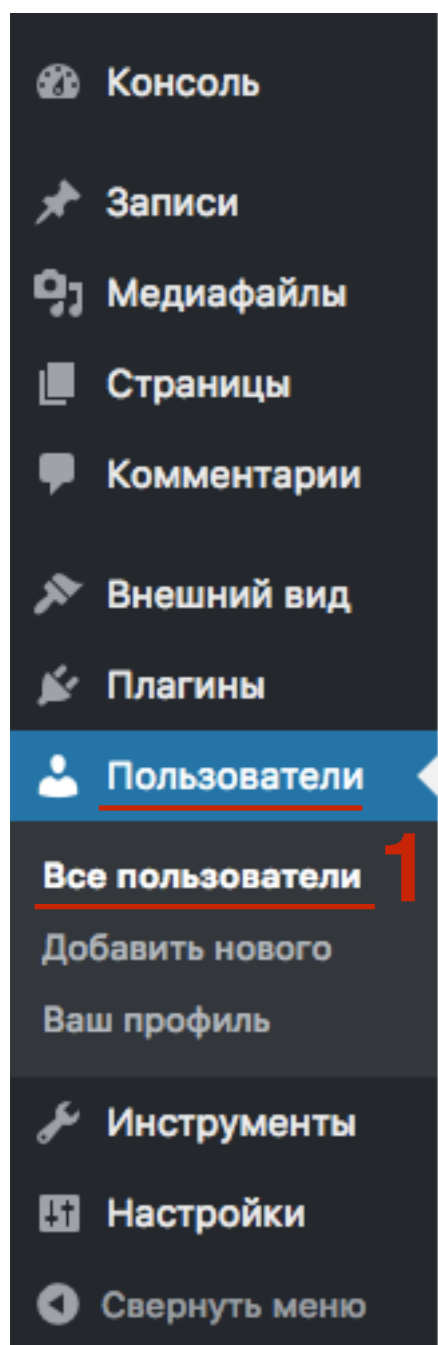 Консоль
Записи
Медиафайлы
Страницы
Комментарии
Внешний вид
Плагины
Пользователи
Все пользователи 1
Добавить нового
Ваш профиль
Инструменты
Настройки
Свернуть меню